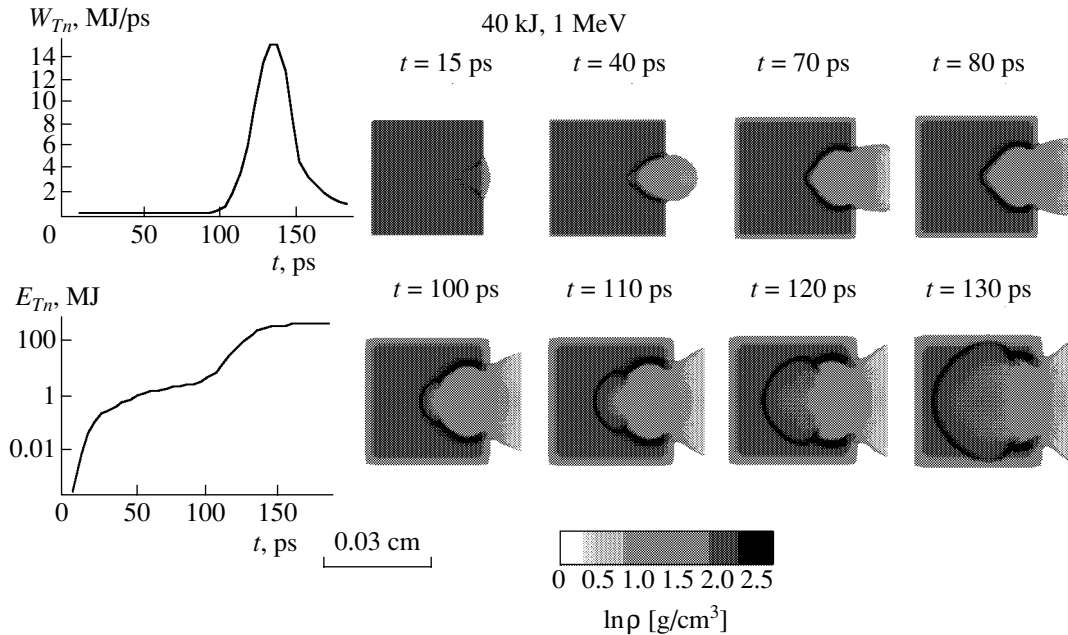 W_Tn, MJ/ps
40 kJ, 1 MeV
14
12
10
8
6
4
2
0
50
100
150
t, ps
t = 15 ps
t = 40 ps
t = 70 ps
t = 80 ps
E_Tn, MJ
100
1
0.01
0
50
100
150
t, ps
t = 100 ps
t = 110 ps
t = 120 ps
t = 130 ps
0.03 cm
0 0.5 1.0 1.5 2.0 2.5
ln ρ [g/cm³]